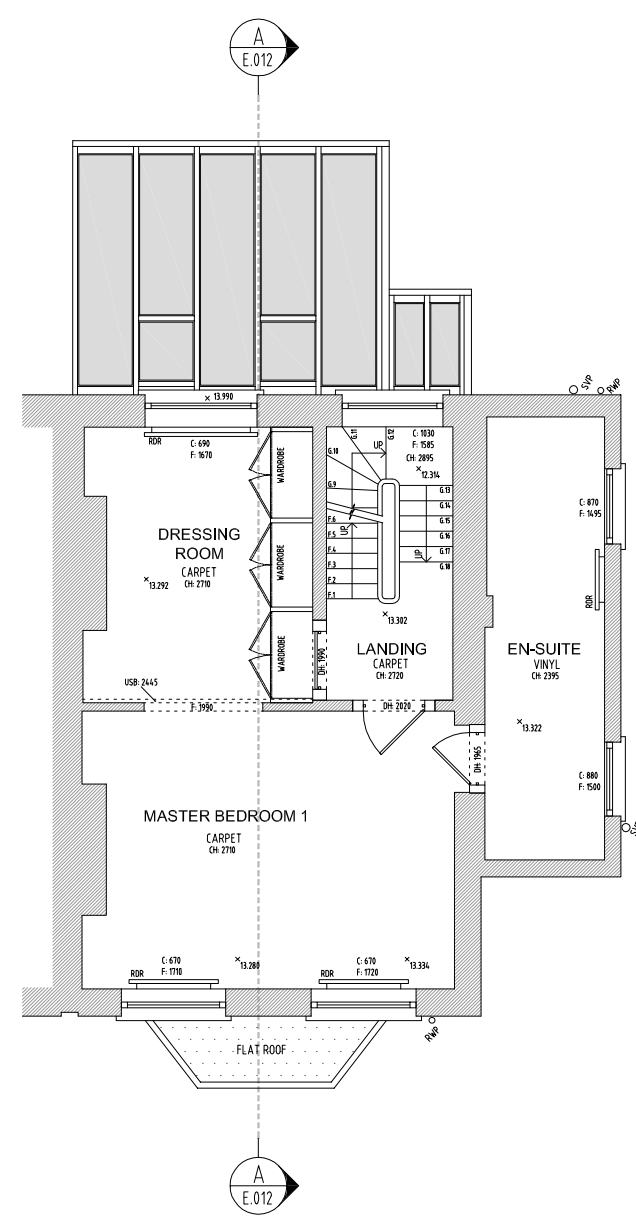 A
E.012
13.990
SVP
RWP
RDR
C: 690
F: 1670
WARDROBE
G.11
G.12
UP
C: 1030
F: 1585
CH: 2895
12.314
G.10
G.9
G.13
G.14
G.15
G.16
G.17
G.18
UP
F.6
F.5
F.4
F.3
F.2
F.1
UP
C: 870
F: 1495
DRESSING
ROOM
CARPET
CH: 2710
13.292
WARDROBE
RDR
13.302
LANDING
CARPET
CH: 2720
EN-SUITE
VINYL
CH: 2395
WARDROBE
DH: 1990
USB: 2445
F: 1990
DH: 2020
13.322
DH: 1965
C: 880
F: 1500
MASTER BEDROOM 1
CARPET
CH: 2710
C: 670
F: 1710
RDR
13.280
C: 670
F: 1720
RDR
13.334
RWP
FLAT ROOF
A
E.012